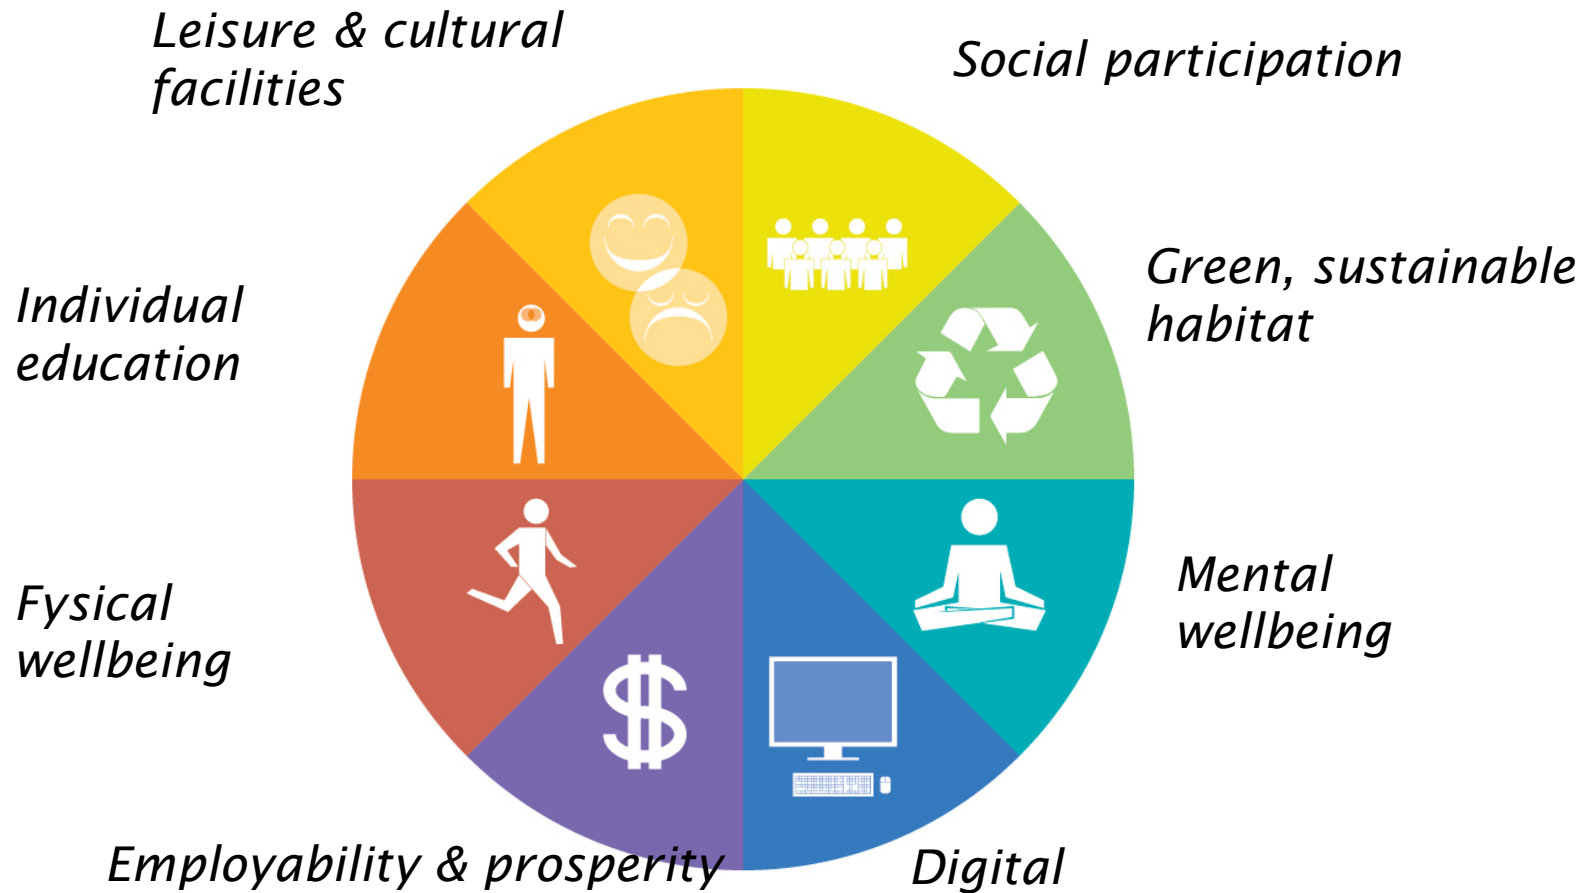 Leisure & cultural
facilities
Social participation
Green, sustainable
habitat
Individual
education
Mental
wellbeing
Fysical
wellbeing
Employability & prosperity
Digital